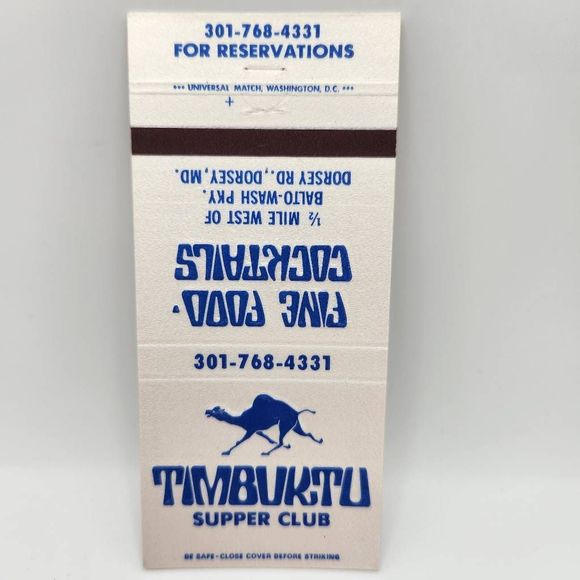 301-768-4331
FOR RESERVATIONS
*** UNIVERSAL MATCH, WASHINGTON, D.C. ***
FINE FOOD·
COCKTAILS
½ MILE WEST OF
BALTO-WASH PKY.
DORSEY RD., DORSEY, MD.
301-768-4331
TIMBUKTU
SUPPER CLUB
BE SAFE-CLOSE COVER BEFORE STRIKING